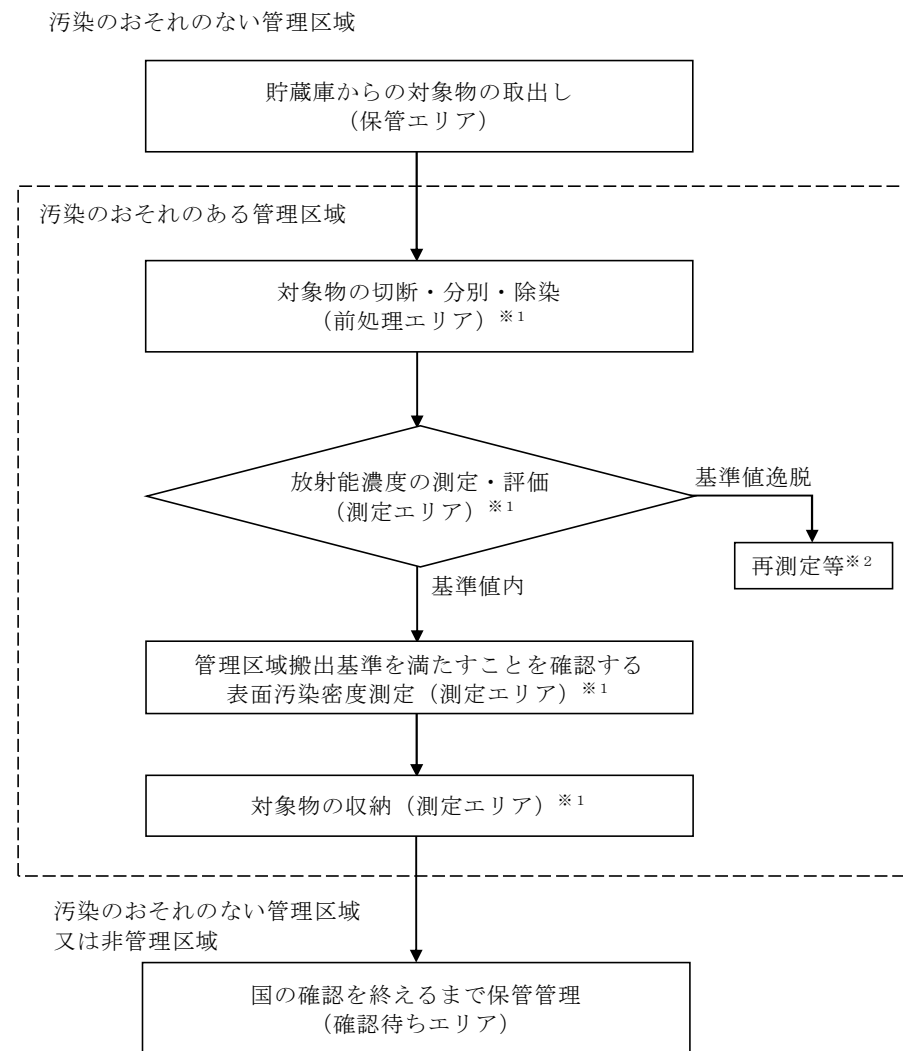 汚染のおそれのない管理区域
貯蔵庫からの対象物の取出し
（保管エリア）
汚染のおそれのある管理区域
対象物の切断・分別・除染
（前処理エリア）※１
放射能濃度の測定・評価
（測定エリア）※１
基準値逸脱
再測定等※２
基準値内
管理区域搬出基準を満たすことを確認する
表面汚染密度測定（測定エリア）※１
対象物の収納（測定エリア）※１
汚染のおそれのない管理区域
又は非管理区域
国の確認を終えるまで保管管理
（確認待ちエリア）